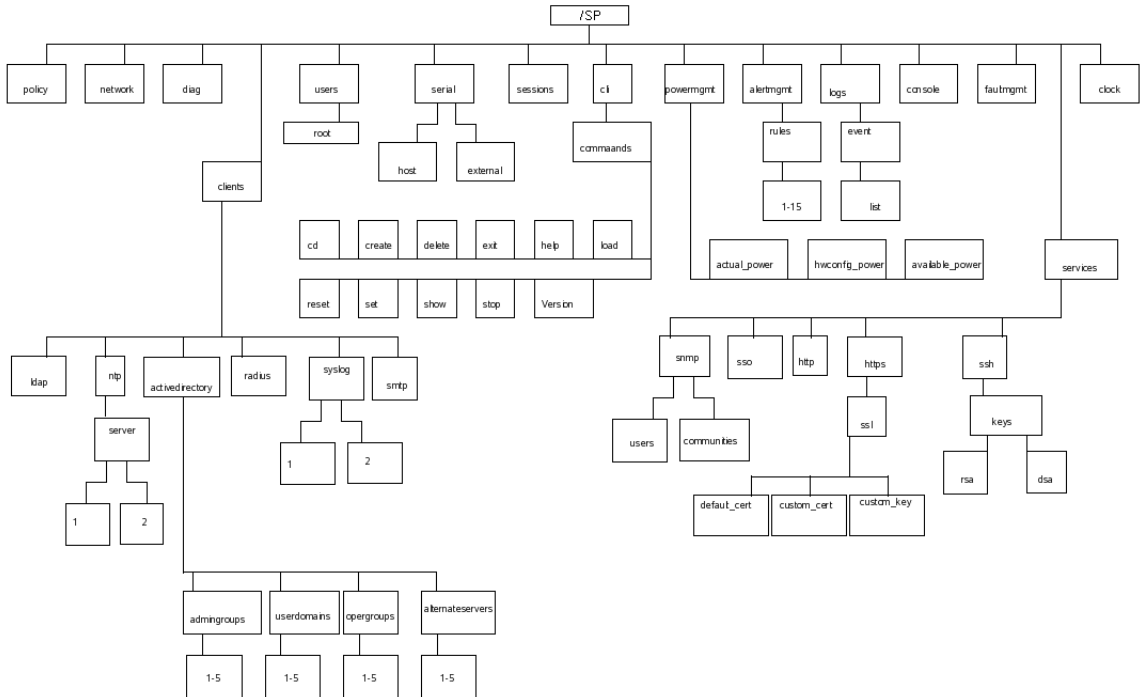 /SP
policy
network
diag
users
serial
sessions
cli
powermgmt
alertmgmt
logs
console
faultmgmt
clock
root
commaands
rules
event
host
external
clients
1-15
list
cd
create
delete
exit
help
load
actual_power
hwconfig_power
available_power
services
reset
set
show
stop
Version
ldap
ntp
activedirectory
radius
syslog
smtp
snmp
sso
http
https
ssh
server
1
2
users
communities
ssl
keys
rsa
dsa
1
2
default_cert
custom_cert
custom_key
admingroups
userdomains
opergroups
alternateservers
1-5
1-5
1-5
1-5